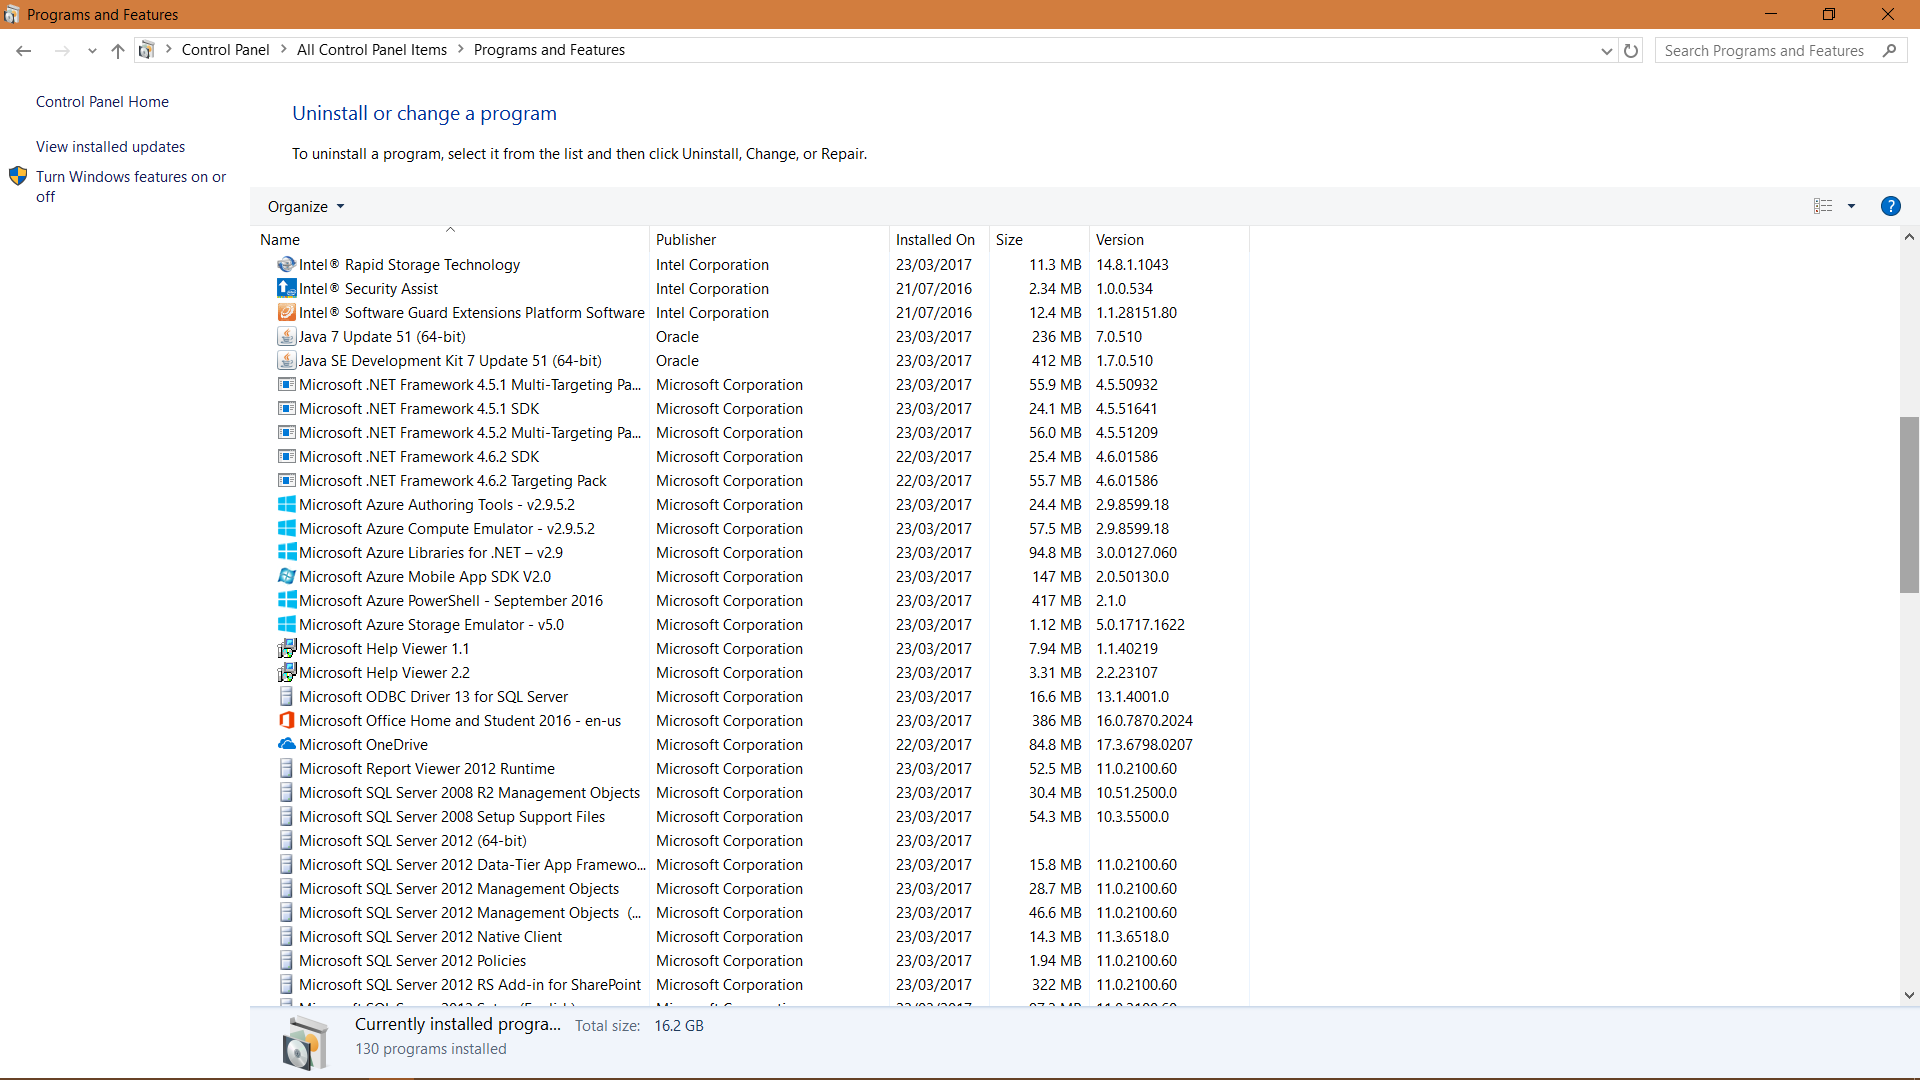 Programs and Features
Control Panel > All Control Panel Items > Programs and Features
Search Programs and Features
Control Panel Home
View installed updates
Turn Windows features on or
off
Uninstall or change a program
To uninstall a program, select it from the list and then click Uninstall, Change, or Repair.
Organize
Name Publisher Installed On Size Version
Intel® Rapid Storage Technology Intel Corporation 23/03/2017 11.3 MB 14.8.1.1043
Intel® Security Assist Intel Corporation 21/07/2016 2.34 MB 1.0.0.534
Intel® Software Guard Extensions Platform Software Intel Corporation 21/07/2016 12.4 MB 1.1.28151.80
Java 7 Update 51 (64-bit) Oracle 23/03/2017 236 MB 7.0.510
Java SE Development Kit 7 Update 51 (64-bit) Oracle 23/03/2017 412 MB 1.7.0.510
Microsoft .NET Framework 4.5.1 Multi-Targeting Pa... Microsoft Corporation 23/03/2017 55.9 MB 4.5.50932
Microsoft .NET Framework 4.5.1 SDK Microsoft Corporation 23/03/2017 24.1 MB 4.5.51641
Microsoft .NET Framework 4.5.2 Multi-Targeting Pa... Microsoft Corporation 23/03/2017 56.0 MB 4.5.51209
Microsoft .NET Framework 4.6.2 SDK Microsoft Corporation 22/03/2017 25.4 MB 4.6.01586
Microsoft .NET Framework 4.6.2 Targeting Pack Microsoft Corporation 22/03/2017 55.7 MB 4.6.01586
Microsoft Azure Authoring Tools - v2.9.5.2 Microsoft Corporation 23/03/2017 24.4 MB 2.9.8599.18
Microsoft Azure Compute Emulator - v2.9.5.2 Microsoft Corporation 23/03/2017 57.5 MB 2.9.8599.18
Microsoft Azure Libraries for .NET – v2.9 Microsoft Corporation 23/03/2017 94.8 MB 3.0.0127.060
Microsoft Azure Mobile App SDK V2.0 Microsoft Corporation 23/03/2017 147 MB 2.0.50130.0
Microsoft Azure PowerShell - September 2016 Microsoft Corporation 23/03/2017 417 MB 2.1.0
Microsoft Azure Storage Emulator - v5.0 Microsoft Corporation 23/03/2017 1.12 MB 5.0.1717.1622
Microsoft Help Viewer 1.1 Microsoft Corporation 23/03/2017 7.94 MB 1.1.40219
Microsoft Help Viewer 2.2 Microsoft Corporation 23/03/2017 3.31 MB 2.2.23107
Microsoft ODBC Driver 13 for SQL Server Microsoft Corporation 23/03/2017 16.6 MB 13.1.4001.0
Microsoft Office Home and Student 2016 - en-us Microsoft Corporation 23/03/2017 386 MB 16.0.7870.2024
Microsoft OneDrive Microsoft Corporation 22/03/2017 84.8 MB 17.3.6798.0207
Microsoft Report Viewer 2012 Runtime Microsoft Corporation 23/03/2017 52.5 MB 11.0.2100.60
Microsoft SQL Server 2008 R2 Management Objects Microsoft Corporation 23/03/2017 30.4 MB 10.51.2500.0
Microsoft SQL Server 2008 Setup Support Files Microsoft Corporation 23/03/2017 54.3 MB 10.3.5500.0
Microsoft SQL Server 2012 (64-bit) Microsoft Corporation 23/03/2017
Microsoft SQL Server 2012 Data-Tier App Framewo... Microsoft Corporation 23/03/2017 15.8 MB 11.0.2100.60
Microsoft SQL Server 2012 Management Objects Microsoft Corporation 23/03/2017 28.7 MB 11.0.2100.60
Microsoft SQL Server 2012 Management Objects (... Microsoft Corporation 23/03/2017 46.6 MB 11.0.2100.60
Microsoft SQL Server 2012 Native Client Microsoft Corporation 23/03/2017 14.3 MB 11.3.6518.0
Microsoft SQL Server 2012 Policies Microsoft Corporation 23/03/2017 1.94 MB 11.0.2100.60
Microsoft SQL Server 2012 RS Add-in for SharePoint Microsoft Corporation 23/03/2017 322 MB 11.0.2100.60
Currently installed progra... Total size: 16.2 GB
130 programs installed